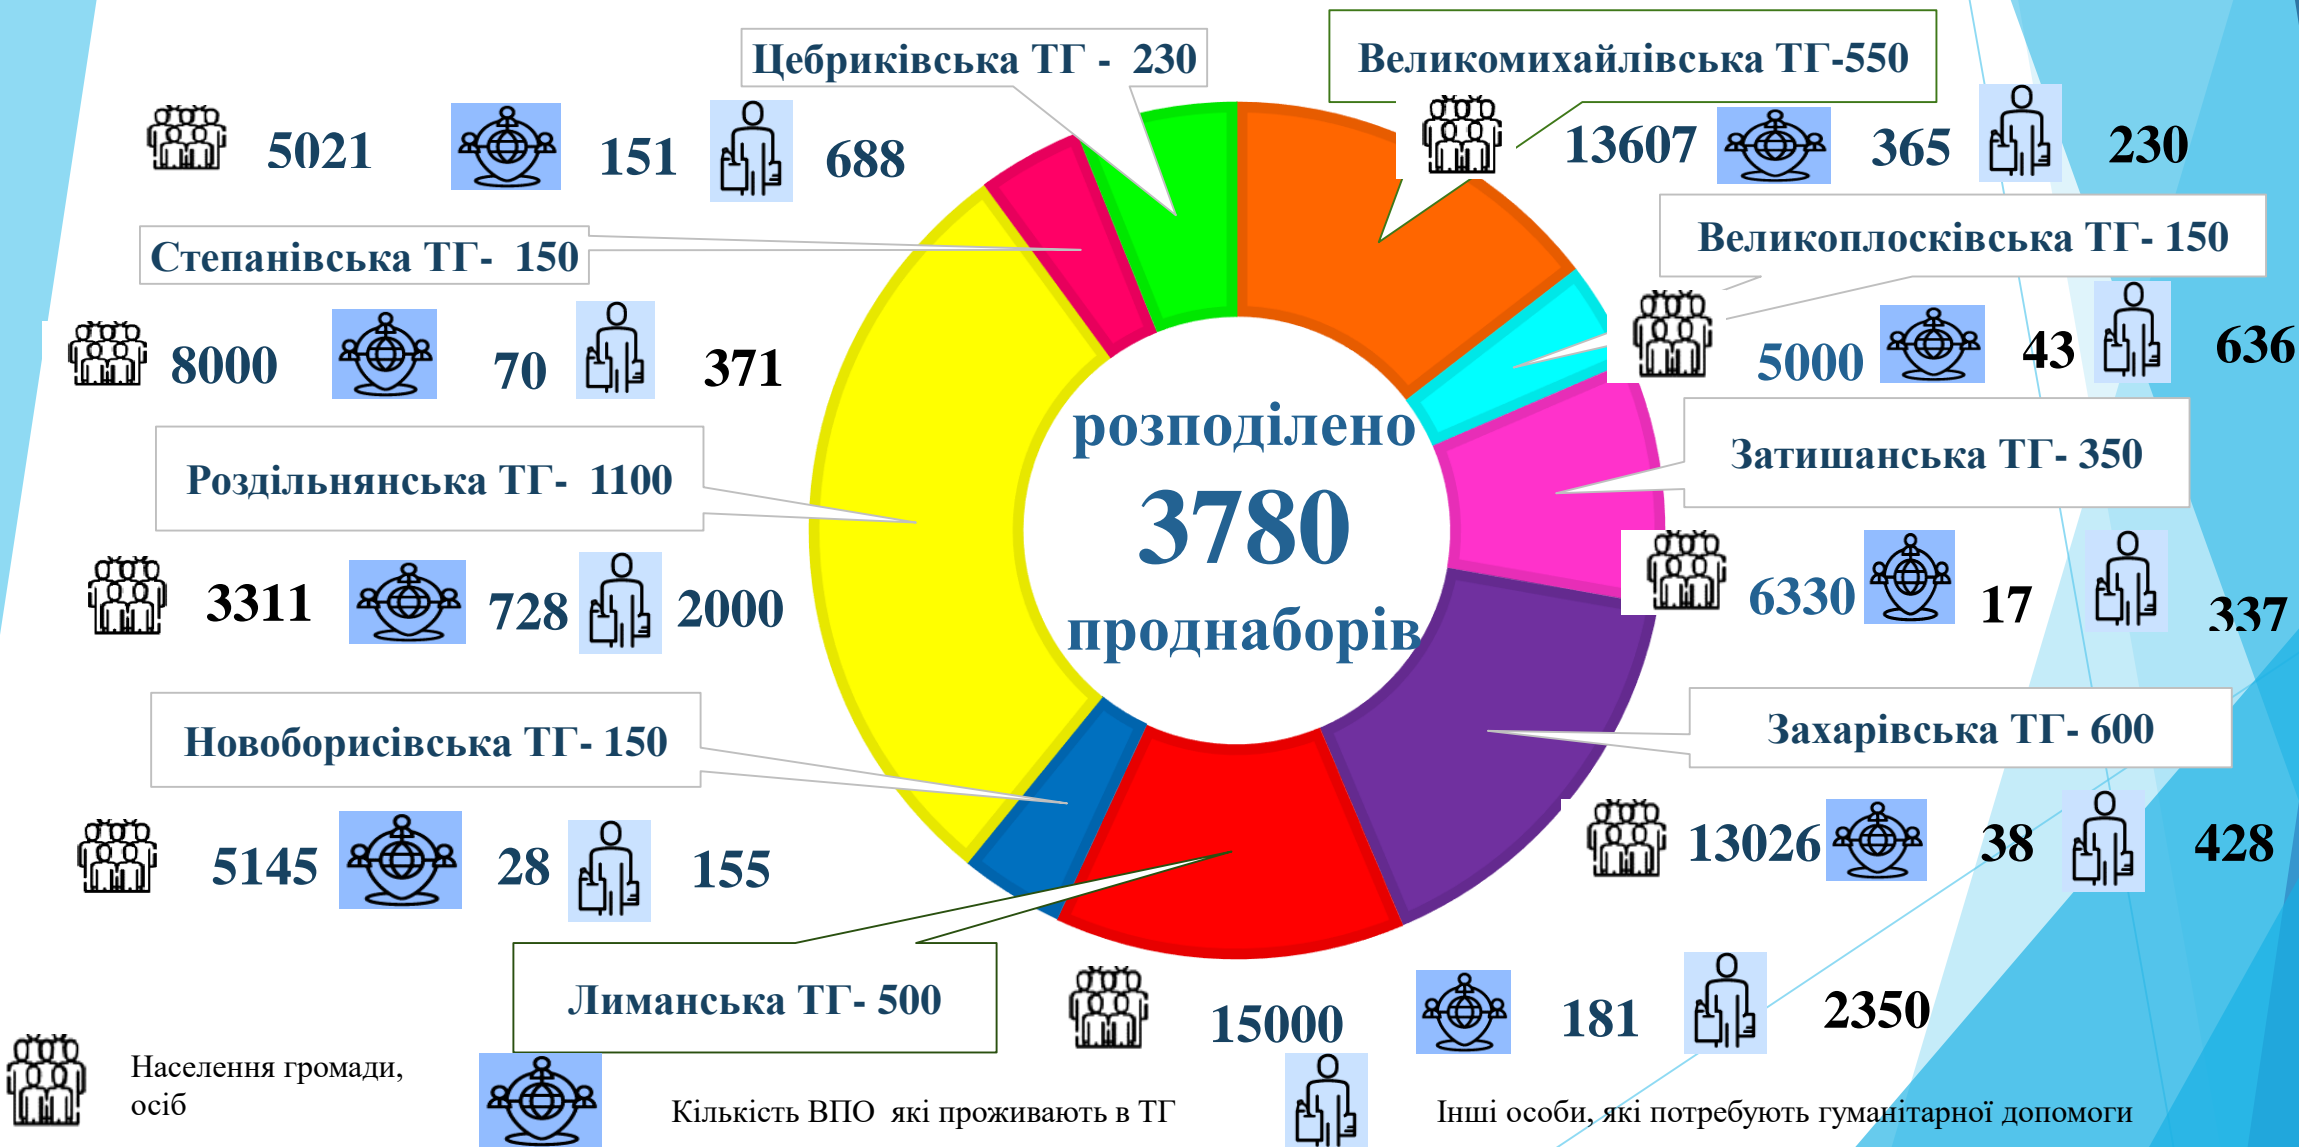 Цебриківська ТГ - 230
Великомихайлівська ТГ-550
5021 151 688
13607 365 230
Степанівська ТГ- 150
Великоплосківська ТГ- 150
8000 70 371
5000 43 636
розподілено
3780
проднаборів
Роздільнянська ТГ- 1100
Затишанська ТГ- 350
3311 728 2000
6330 17 337
Новоборисівська ТГ- 150
Захарівська ТГ- 600
5145 28 155
13026 38 428
Лиманська ТГ- 500
15000 181 2350
Населення громади,
осіб
Кількість ВПО які проживають в ТГ
Інші особи, які потребують гуманітарної допомоги